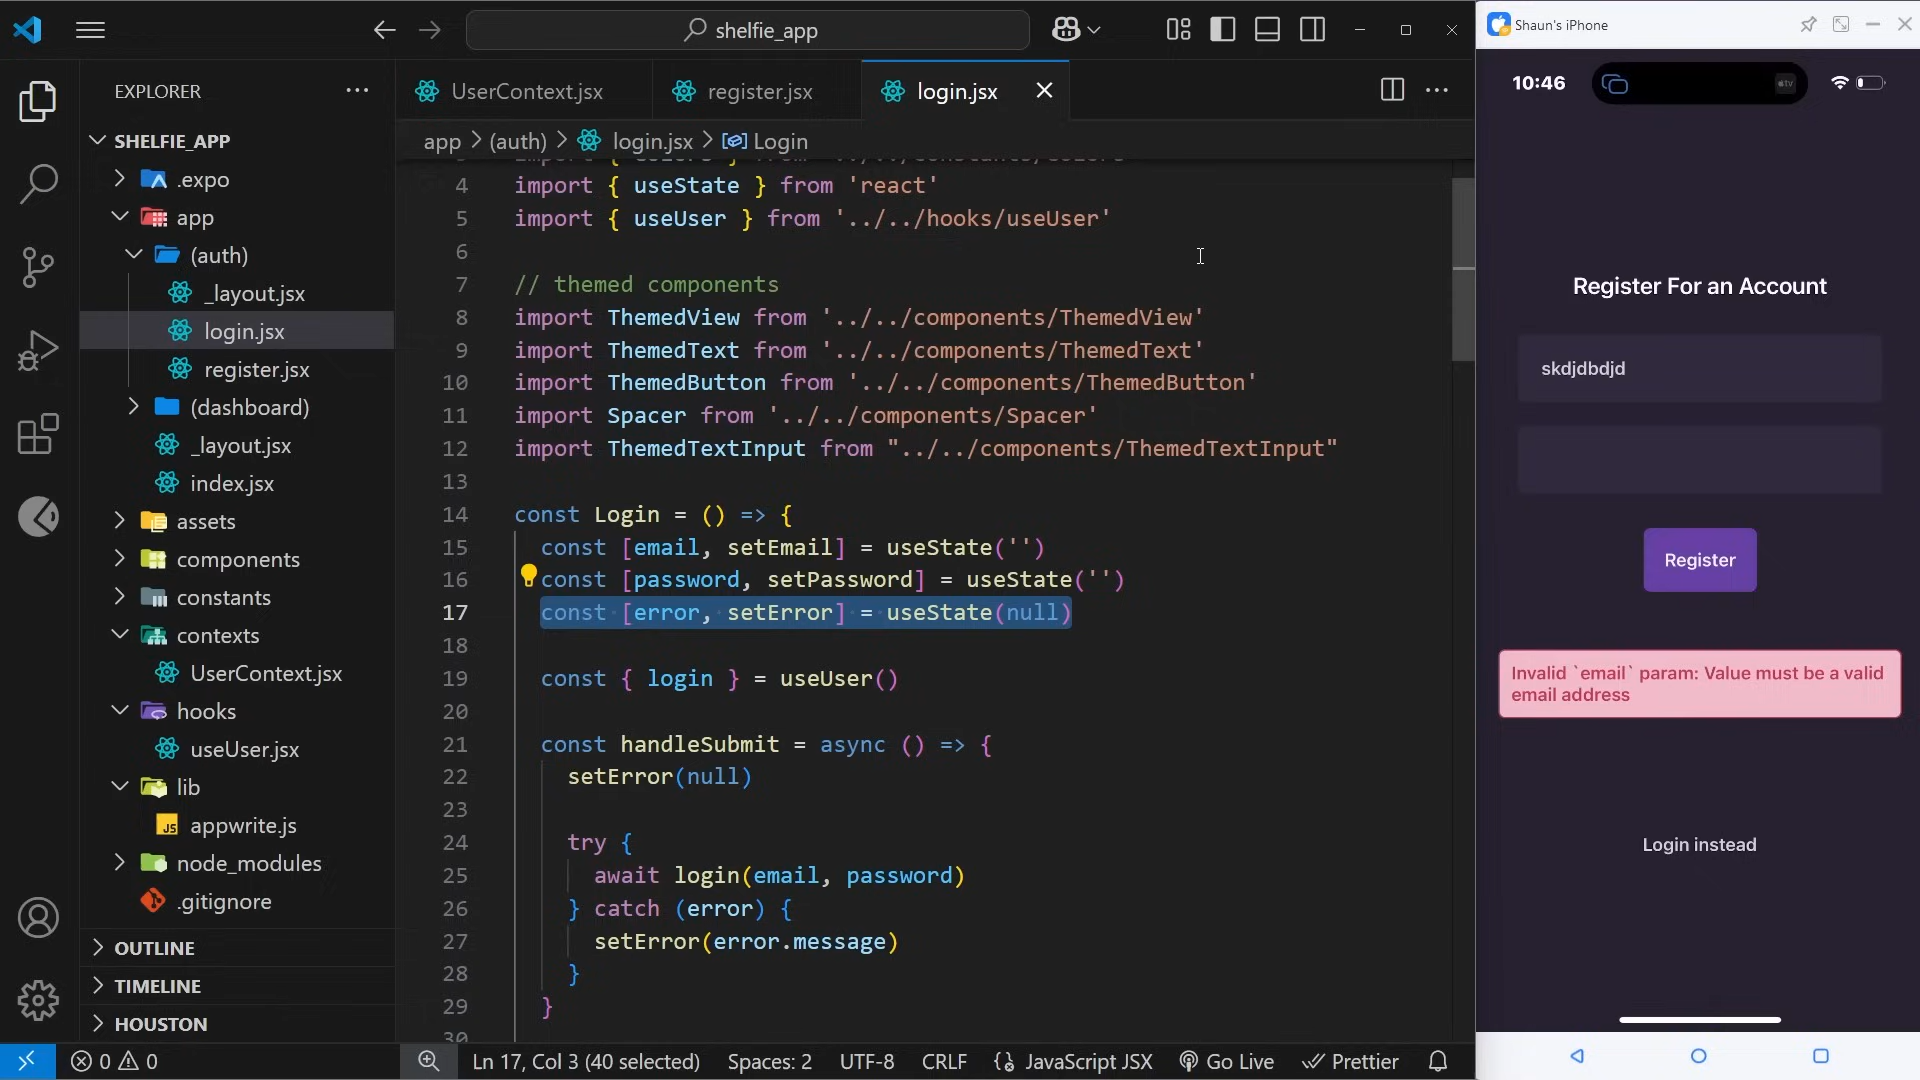 shelfie_app
Shaun's iPhone
EXPLORER
SHELFIE_APP
.expo
app
(auth)
_layout.jsx
login.jsx
register.jsx
(dashboard)
_layout.jsx
index.jsx
assets
components
constants
contexts
UserContext.jsx
hooks
useUser.jsx
lib
JS appwrite.js
node_modules
.gitignore
OUTLINE
TIMELINE
HOUSTON
UserContext.jsx
register.jsx
login.jsx
app > (auth) > login.jsx > Login
4 import { useState } from 'react'
5 import { useUser } from '../../hooks/useUser'
6
7 // themed components
8 import ThemedView from '../../components/ThemedView'
9 import ThemedText from '../../components/ThemedText'
10 import ThemedButton from '../../components/ThemedButton'
11 import Spacer from '../../components/Spacer'
12 import ThemedTextInput from "../../components/ThemedTextInput"
13
14 const Login = () => {
15 const [email, setEmail] = useState('')
16 const [password, setPassword] = useState('')
17 const [error, setError] = useState(null)
18
19 const { login } = useUser()
20
21 const handleSubmit = async () => {
22 setError(null)
23
24 try {
25 await login(email, password)
26 } catch (error) {
27 setError(error.message)
28 }
29 }
30
10:46
Register For an Account
skdjdbdjd
Register
Invalid `email` param: Value must be a valid
email address
Login instead
0 0
Ln 17, Col 3 (40 selected)
Spaces: 2
UTF-8
CRLF
{} JavaScript JSX
Go Live
Prettier